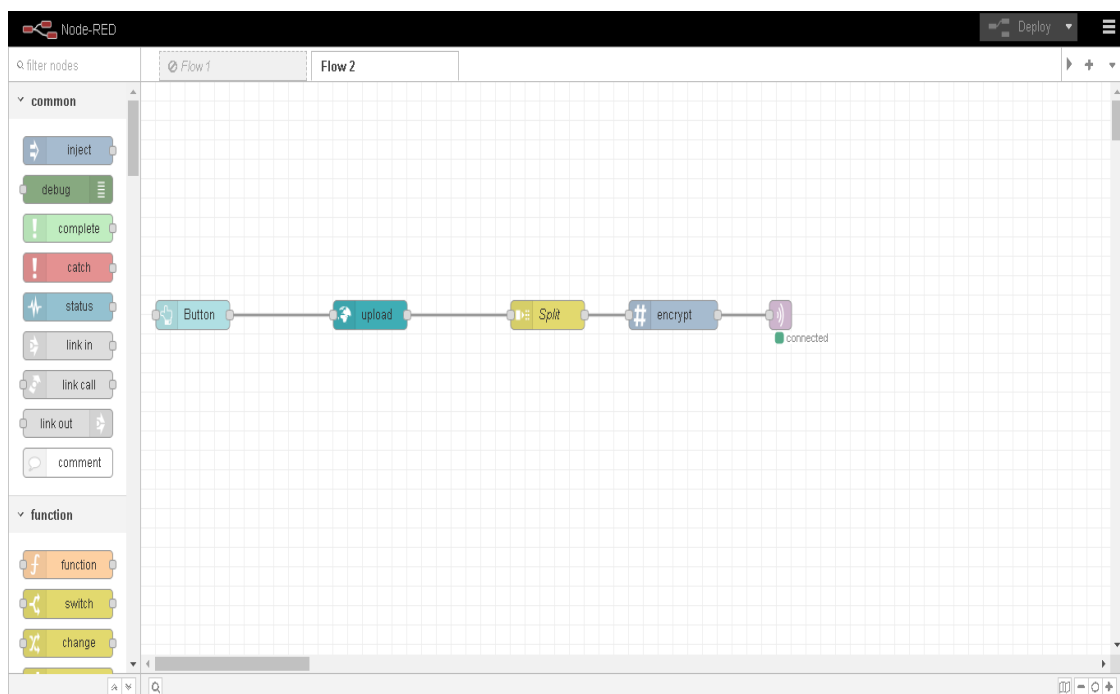 Node-RED
Deploy
filter nodes
Flow 1
Flow 2
common
inject
debug
complete
catch
status
link in
link call
link out
comment
function
function
switch
change
Button
upload
Split
encrypt
connected